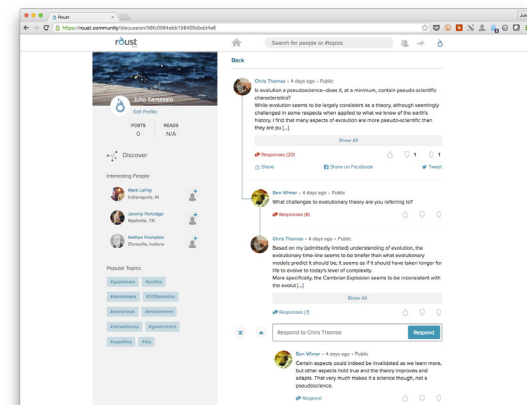 Roust
Juh
https://roust.community/discussion/56fc0564ebb158400dbdd4e6
roust
Search for people or #topics
Juho Santasalo
Edit Profile
POSTS READS
0 N/A
Discover
Interesting People
Mark LaFay
Indianapolis, IN
Jeremy Partridge
Nashville, TN
Nathan Frampton
Zionsville, Indiana
Popular Topics
#goptdebate #politics
#demdebate #2016election
#worldnews #environment
#donaldtrump #government
#uspolitics
Back
Chris Thomas • 4 days ago • Public
Is evolution a pseudoscience–does it, at a minimum, contain pseudo-scientific
characteristics?
While evolution seems to be largely consistent as a theory, although seemingly
challenged in some respects when applied to what we know of the earth's
history, I find that many aspects of evolution are more pseudo-scientific than
they are pu [...]
Show All
Responses (20) 1 1
Share Share on Facebook Tweet
Ben Wimer • 4 days ago • Public
What challenges to evolutionary theory are you referring to?
Responses (8)
Chris Thomas • 4 days ago • Public
Based on my (admittedly limited) understanding of evolution, the
evolutionary time-line seems to be briefer than what evolutionary
models predict it should be; it seems as if it should have taken longer for
life to evolve to today's level of complexity.
More specifically, the Cambrian Explosion seems to be inconsistent with
the evolut [...]
Show All
Responses (7)
Respond to Chris Thomas Respond
Ben Wimer • 4 days ago • Public
Certain aspects could indeed be invalidated as we learn more,
but other aspects hold true and the theory improves and
adapts. That very much makes it a science though, not a
pseudoscience.
Respond